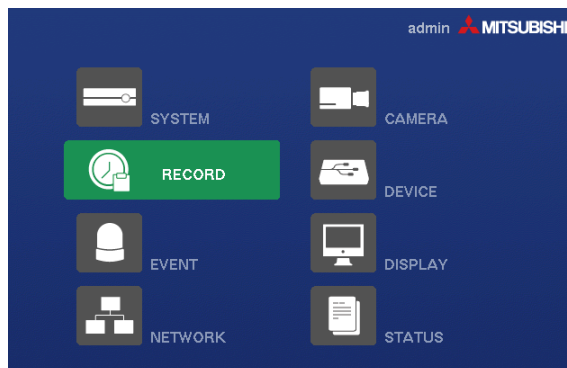 admin MITSUBISHI
SYSTEM
CAMERA
RECORD
DEVICE
EVENT
DISPLAY
NETWORK
STATUS